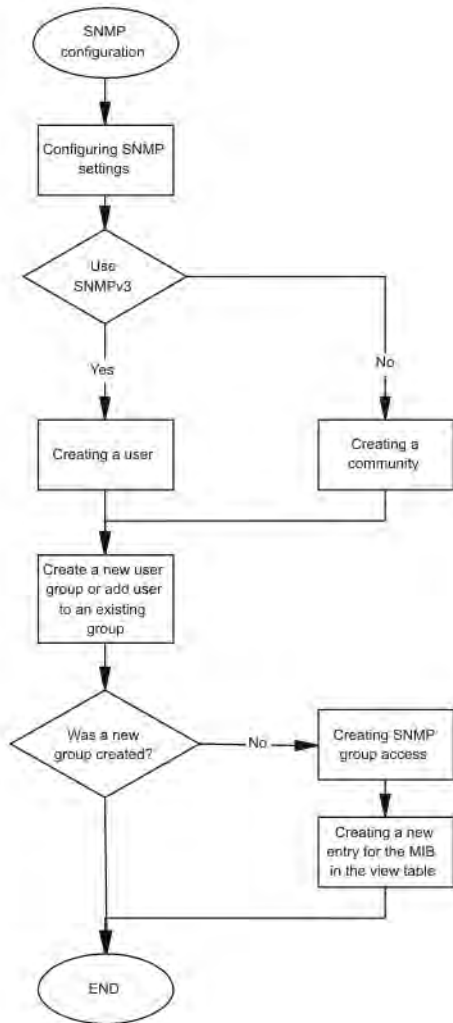 SNMP
configuration
Configuring SNMP
settings
Use
SNMPv3
Yes
No
Creating a user
Creating a
community
Create a new user
group or add user
to an existing
group
Was a new
group created?
No
Creating SNMP
group access
Creating a new
entry for the MIB
in the view table
END